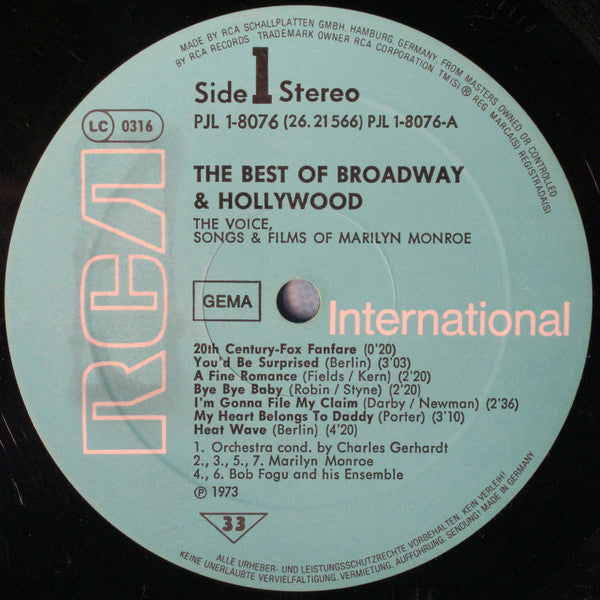 MADE BY RCA SCHALLPLATTEN GMBH, HAMBURG, GERMANY, FROM MASTERS OWNED OR CONTROLLED
BY RCA RECORDS TRADEMARK OWNER RCA CORPORATION TM(S) ® REG MARCA(S) REGISTRADA(S)
Side 1 Stereo
PJL 1-8076 (26.21566) PJL 1-8076-A
LC 0316
THE BEST OF BROADWAY
& HOLLYWOOD
THE VOICE,
SONGS & FILMS OF MARILYN MONROE
RCA
GEMA
International
20th Century-Fox Fanfare (0'20)
You'd Be Surprised (Berlin) (3'03)
A Fine Romance (Fields / Kern) (2'20)
Bye Bye Baby (Robin / Styne) (2'20)
I'm Gonna File My Claim (Darby / Newman) (2'36)
My Heart Belongs To Daddy (Porter) (3'10)
Heat Wave (Berlin) (4'20)
1. Orchestra cond. by Charles Gerhardt
2., 3., 5., 7. Marilyn Monroe
4., 6. Bob Fogu and his Ensemble
℗ 1973
33
ALLE URHEBER- UND LEISTUNGSSCHUTZRECHTE VORBEHALTEN. KEIN VERLEIH!
KEINE UNERLAUBTE VERVIELFÄLTIGUNG, VERMIETUNG, AUFFÜHRUNG, SENDUNG! MADE IN GERMANY